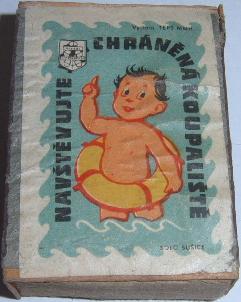 NAVŠTĚVUJTE
CHRÁNĚNÁ KOUPALIŠTĚ
SOLO SUŠICE